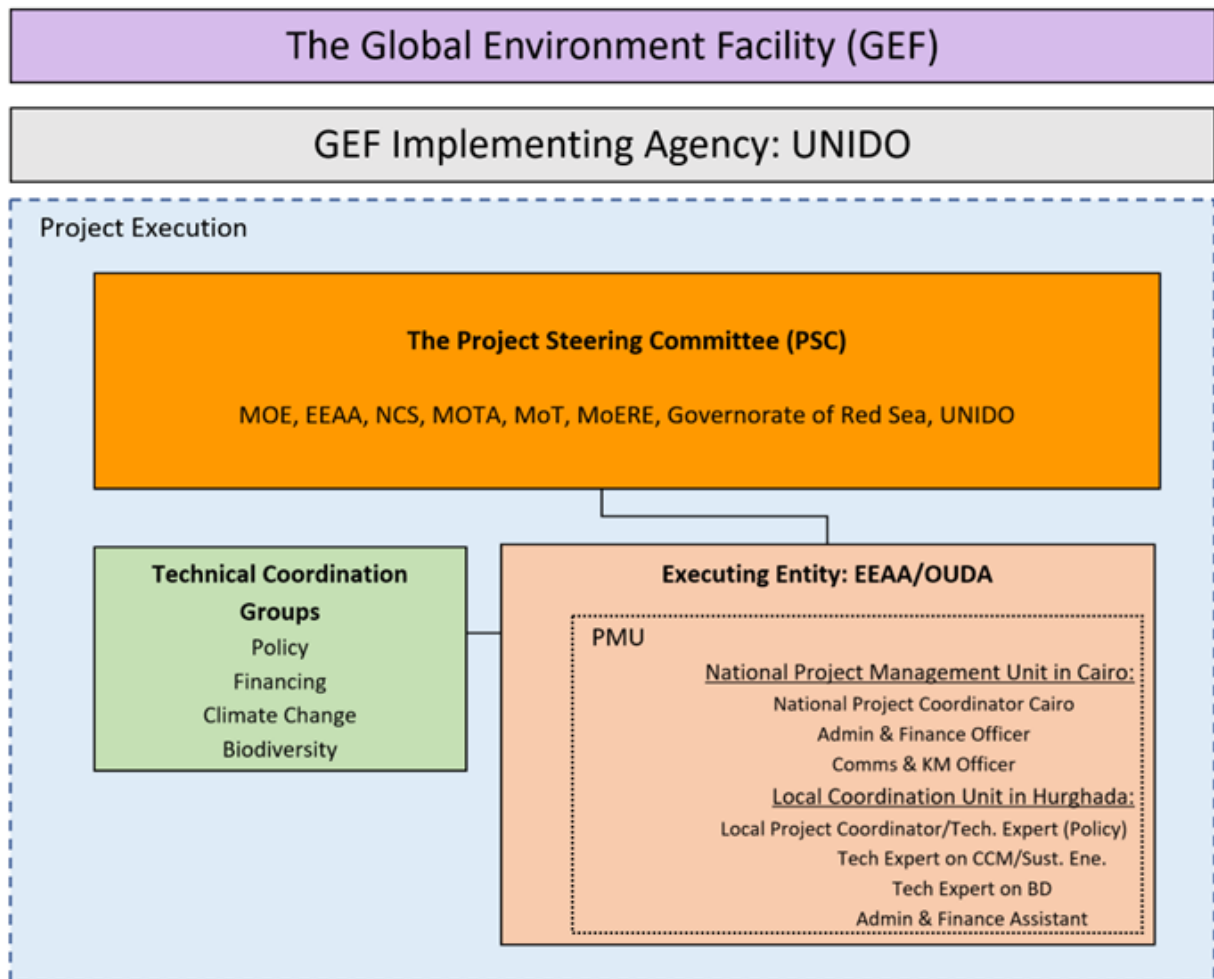 The Global Environment Facility (GEF)
GEF Implementing Agency: UNIDO
Project Execution
The Project Steering Committee (PSC)
MOE, EEAA, NCS, MOTA, MoT, MoERE, Governorate of Red Sea, UNIDO
Technical Coordination
Groups
Policy
Financing
Climate Change
Biodiversity
Executing Entity: EEAA/OUDA
PMU
National Project Management Unit in Cairo:
National Project Coordinator Cairo
Admin & Finance Officer
Comms & KM Officer
Local Coordination Unit in Hurghada:
Local Project Coordinator/Tech. Expert (Policy)
Tech Expert on CCM/Sust. Ene.
Tech Expert on BD
Admin & Finance Assistant